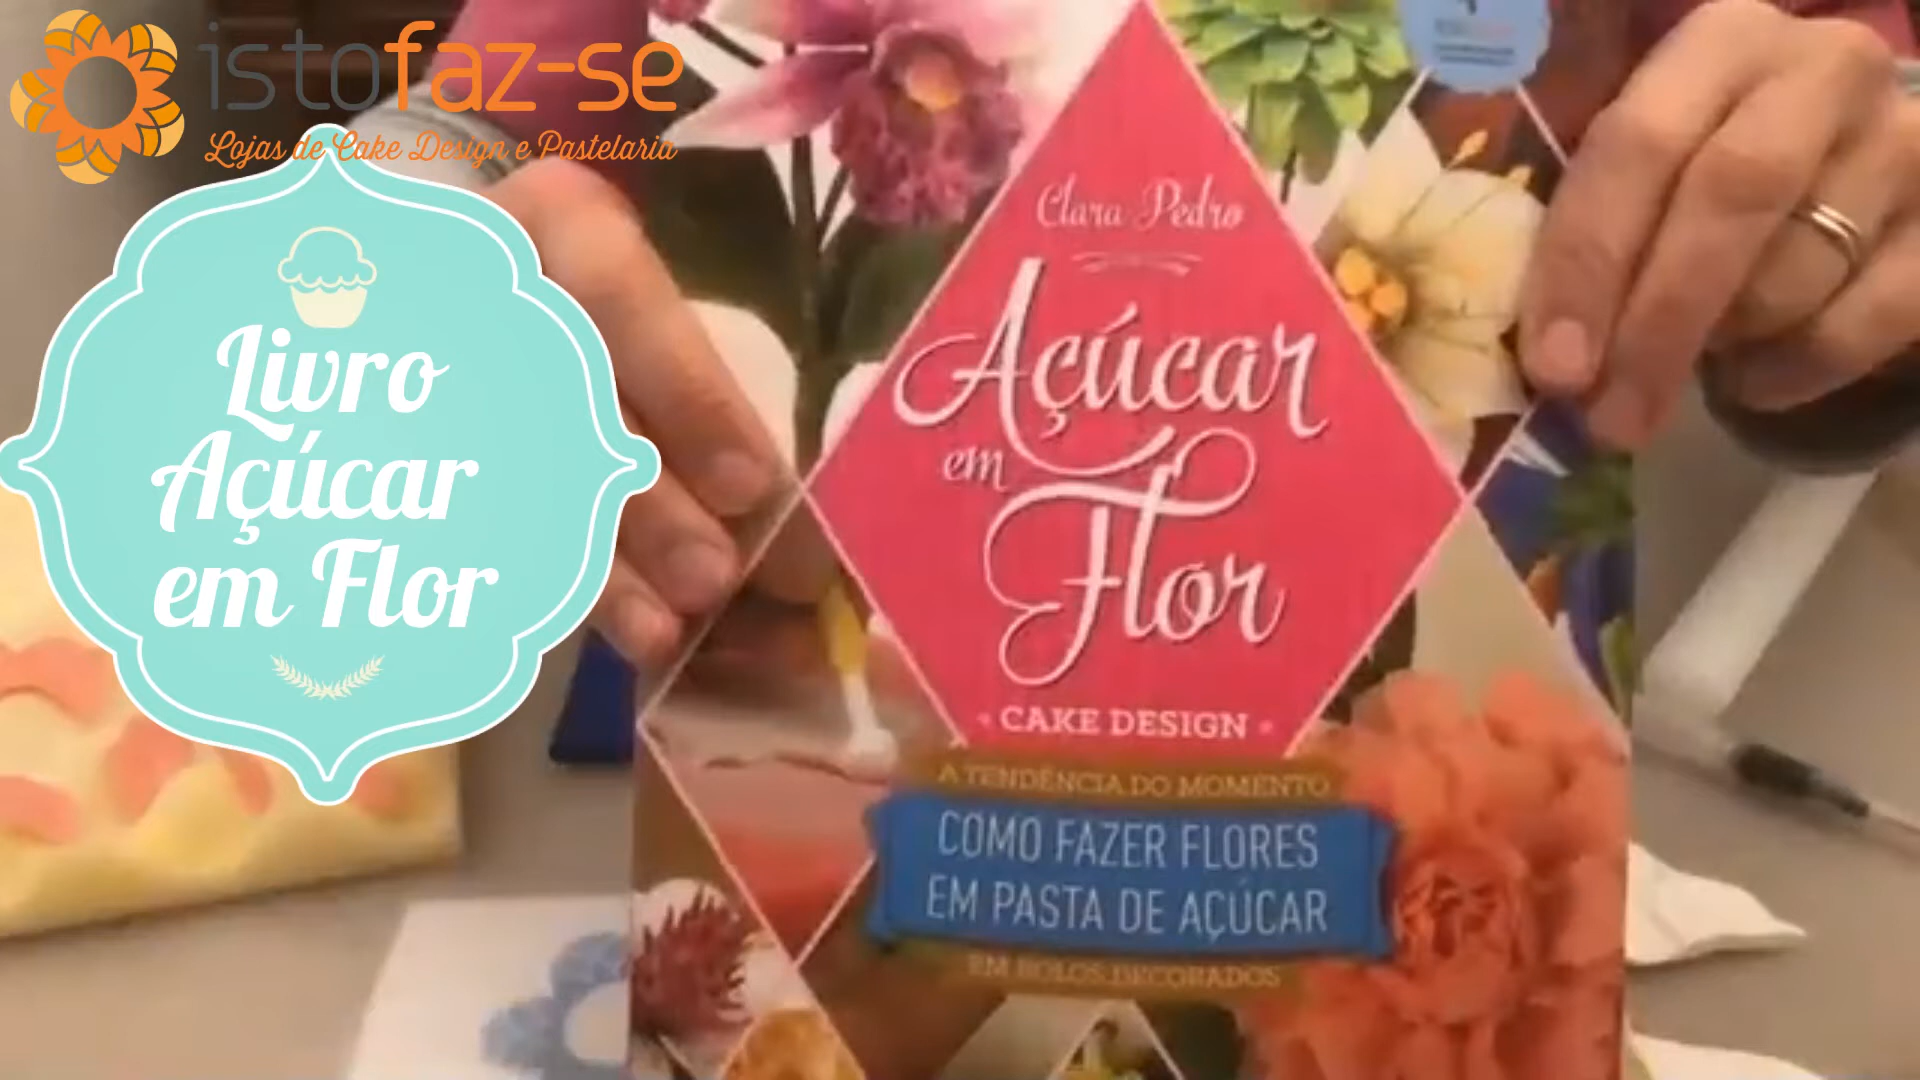 istofaz-se
Lojas de Cake Design e Pastelaria
Livro
Açúcar
em Flor
Clara Pedro
Açúcar
em
Flor
• CAKE DESIGN •
A TENDÊNCIA DO MOMENTO
COMO FAZER FLORES
EM PASTA DE AÇÚCAR
EM BOLOS DECORADOS